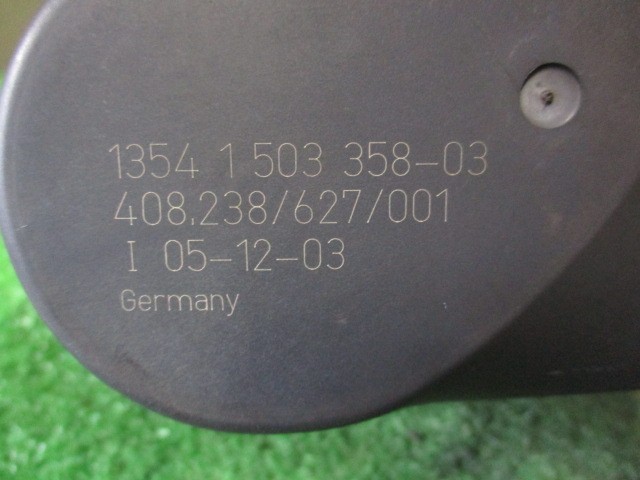 1354 1 503 358-03
408.238/627/001
I 05-12-03
Germany